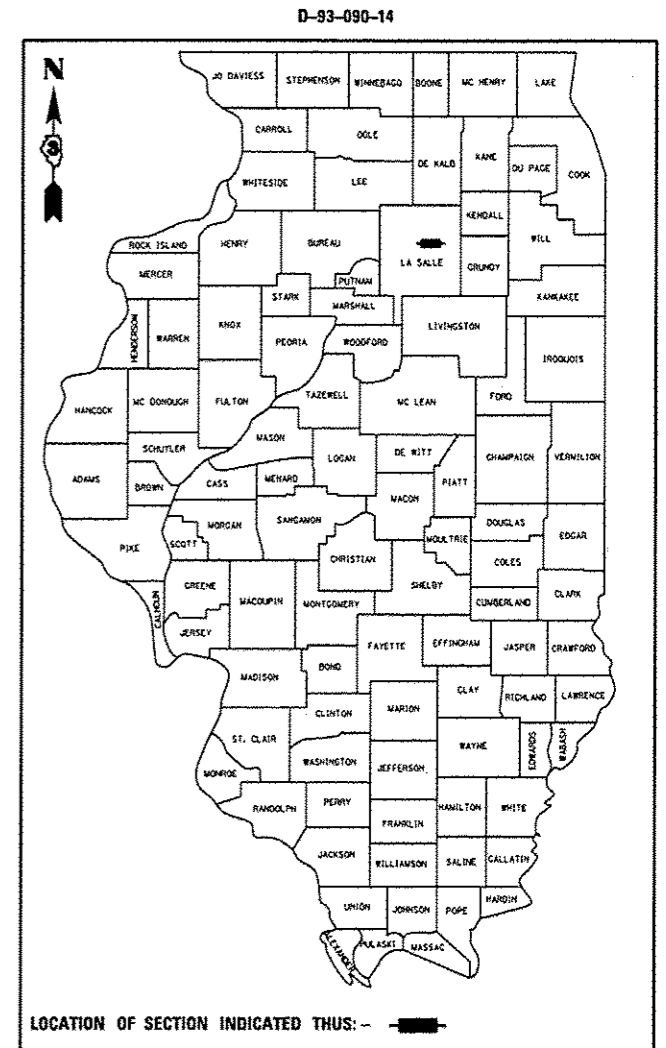 D-93-090-14
N
3
JO DAVIESS STEPHENSON WINNEBAGO BOONE MC HENRY LAKE
CARROLL OGLE DE KALB KANE DU PAGE COOK
WHITESIDE LEE KENDALL WILL
ROCK ISLAND HENRY BUREAU LA SALLE GRUNDY
MERCER PUTNAM KANKAKEE
STARK MARSHALL
HENDERSON WARREN KNOX PEORIA WOODFORD LIVINGSTON IROQUOIS
HANCOCK MC DONOUGH FULTON TAZEWELL MC LEAN FORD
SCHUYLER MASON LOGAN DE WITT CHAMPAIGN VERMILION
ADAMS BROWN CASS MENARD MACON PIATT
PIKE SCOTT MORGAN SANGAMON CHRISTIAN MOULTRIE DOUGLAS EDGAR
COLES
CALHOUN GREENE MACOUPIN MONTGOMERY SHELBY CUMBERLAND CLARK
JERSEY FAYETTE EFFINGHAM JASPER CRAWFORD
MADISON BOND CLAY RICHLAND LAWRENCE
CLINTON MARION
ST. CLAIR WAYNE EDWARDS WABASH
MONROE WASHINGTON JEFFERSON
RANDOLPH PERRY HAMILTON WHITE
FRANKLIN
JACKSON WILLIAMSON SALINE GALLATIN
UNION JOHNSON POPE HARDIN
ALEXANDER PULASKI MASSAC
LOCATION OF SECTION INDICATED THUS:-